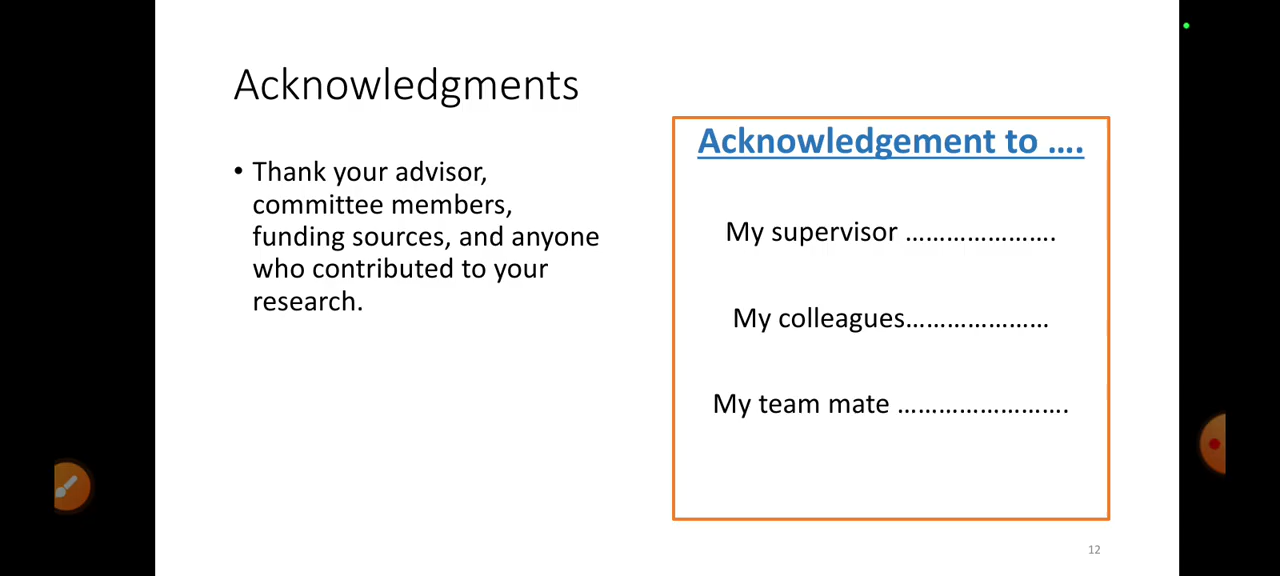 Acknowledgments
• Thank your advisor,
committee members,
funding sources, and anyone
who contributed to your
research.
Acknowledgement to ....
My supervisor ......................
My colleagues.....................
My team mate .........................
12